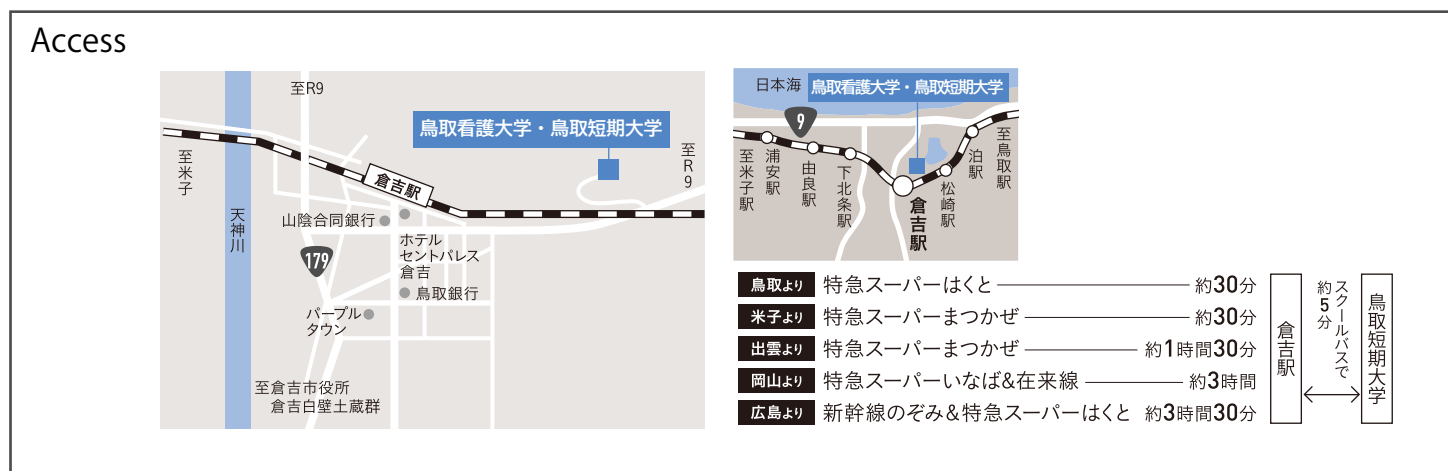 Access
至R9
鳥取看護大学・鳥取短期大学
至米子
倉吉駅
至R9
天神川
山陰合同銀行
ホテル
セントパレス
倉吉
179
鳥取銀行
パープル
タウン
至倉吉市役所
倉吉白壁土蔵群
日本海
鳥取看護大学・鳥取短期大学
9
至米子駅
浦安駅
由良駅
下北条駅
倉吉駅
松崎駅
泊駅
至鳥取駅
鳥取より 特急スーパーはくと 約30分
米子より 特急スーパーまつかぜ 約30分
出雲より 特急スーパーまつかぜ 約1時間30分
岡山より 特急スーパーいなば&在来線 約3時間
広島より 新幹線のぞみ&特急スーパーはくと 約3時間30分
倉吉駅
スクールバスで
約5分
鳥取短期大学